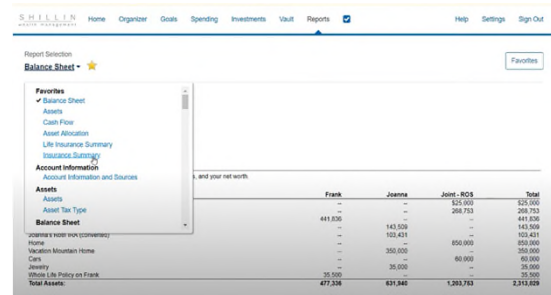 SHILLIN Home Organizer Goals Spending Investments Vault Reports Help Settings Sign Out
wealth management
Report Selection
Balance Sheet
Favorites
Favorites
Balance Sheet
Assets
Cash Flow
Asset Allocation
Life Insurance Summary
Insurance Summary
Account Information
Account Information and Sources
s, and your net worth.
Assets
Frank Joanna Joint - ROS Total
Assets
-- -- $25,000 $25,000
Asset Tax Type
-- -- 268,753 268,753
441,836 -- -- 441,836
Balance Sheet
-- 143,509 -- 143,509
Joanna's Roth IRA (converted) -- 103,431 -- 103,431
Home -- -- 850,000 850,000
Vacation Mountain Home -- 350,000 -- 350,000
Cars -- -- 60,000 60,000
Jewelry -- 35,000 -- 35,000
Whole Life Policy on Frank 35,500 -- -- 35,500
Total Assets: 477,336 631,940 1,203,753 2,313,029